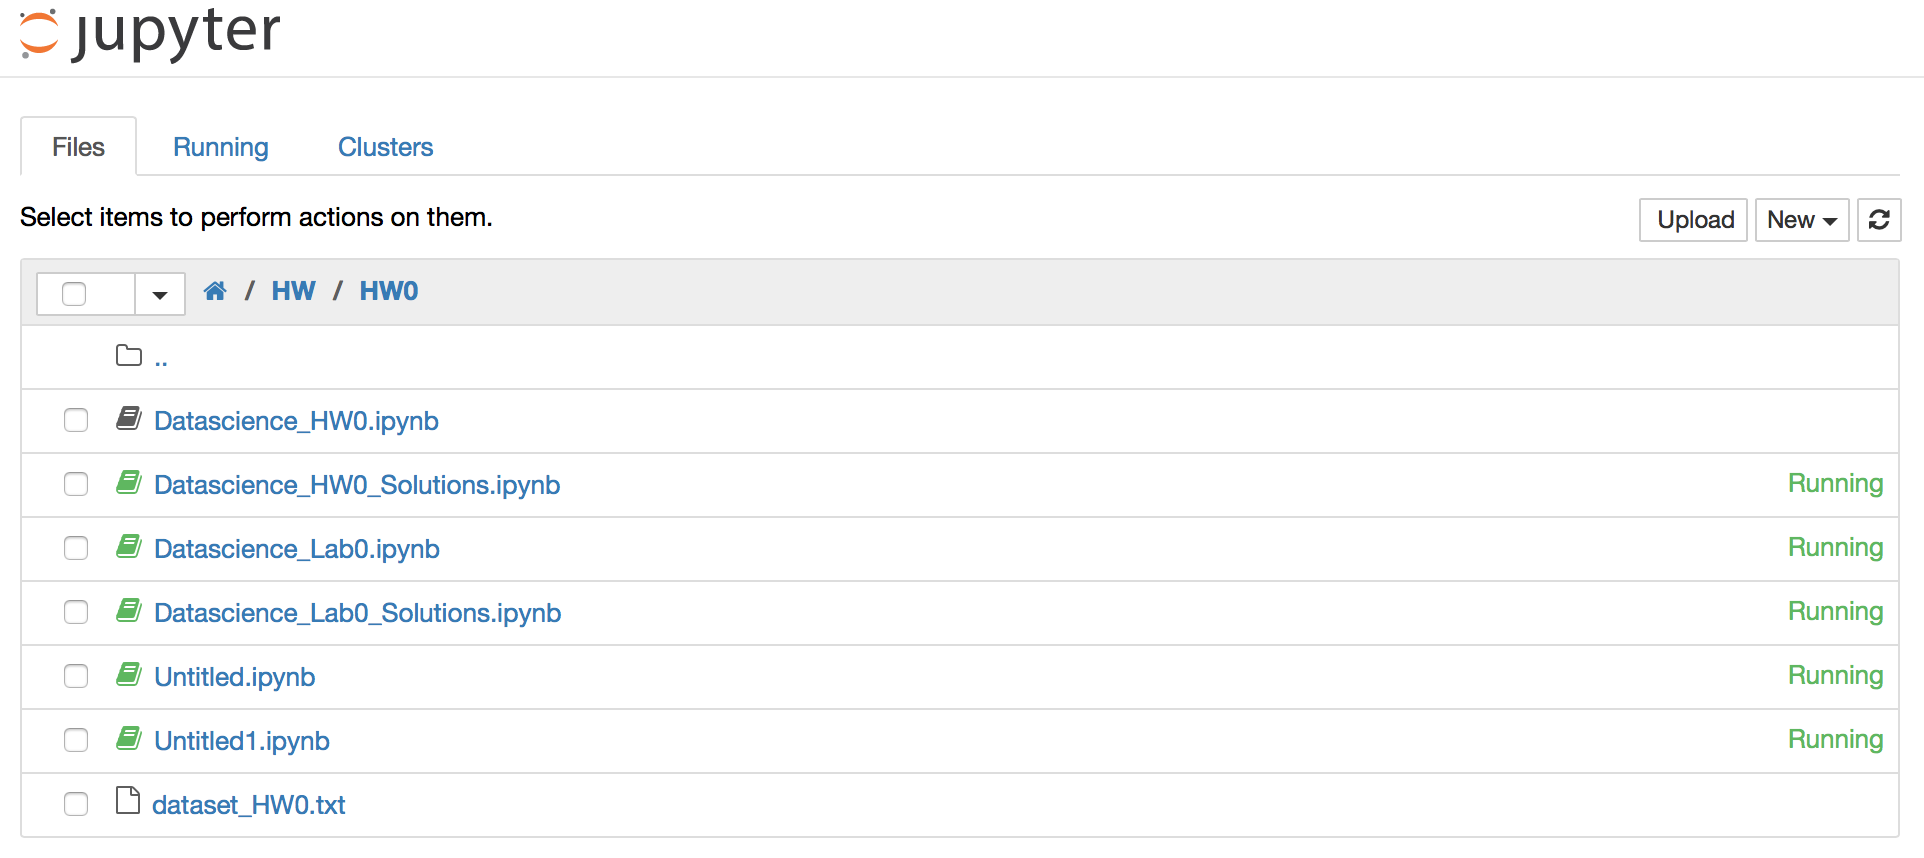 jupyter
Files Running Clusters
Select items to perform actions on them. Upload New
/ HW / HW0
..
Datascience_HW0.ipynb
Datascience_HW0_Solutions.ipynb Running
Datascience_Lab0.ipynb Running
Datascience_Lab0_Solutions.ipynb Running
Untitled.ipynb Running
Untitled1.ipynb Running
dataset_HW0.txt